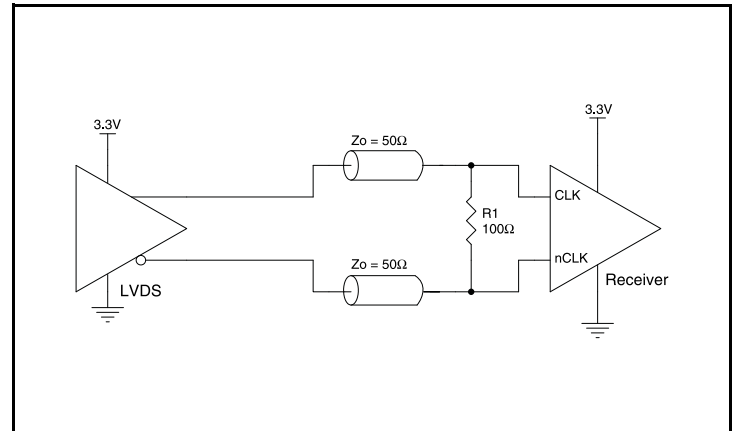 3.3V
3.3V
Zo = 50Ω
CLK
R1
100Ω
nCLK
Zo = 50Ω
LVDS
Receiver